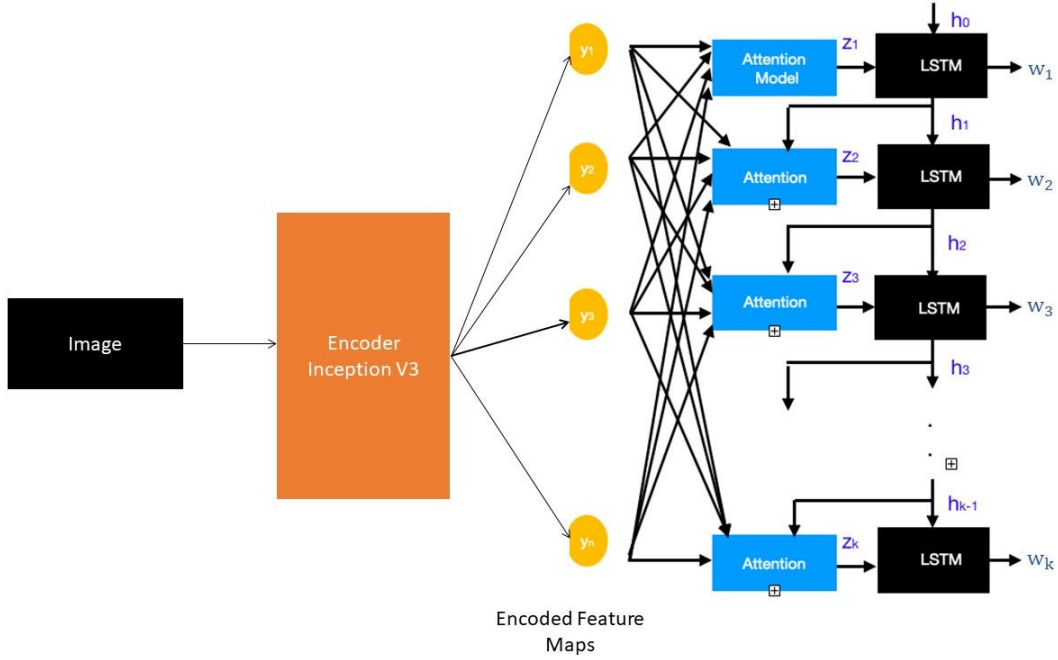 Image
Encoder
Inception V3
y1
y2
y3
yn
Encoded Feature
Maps
h0
Attention
Model
z1
LSTM
w1
h1
Attention
z2
LSTM
w2
h2
Attention
z3
LSTM
w3
h3
.
.
hk-1
Attention
zk
LSTM
wk